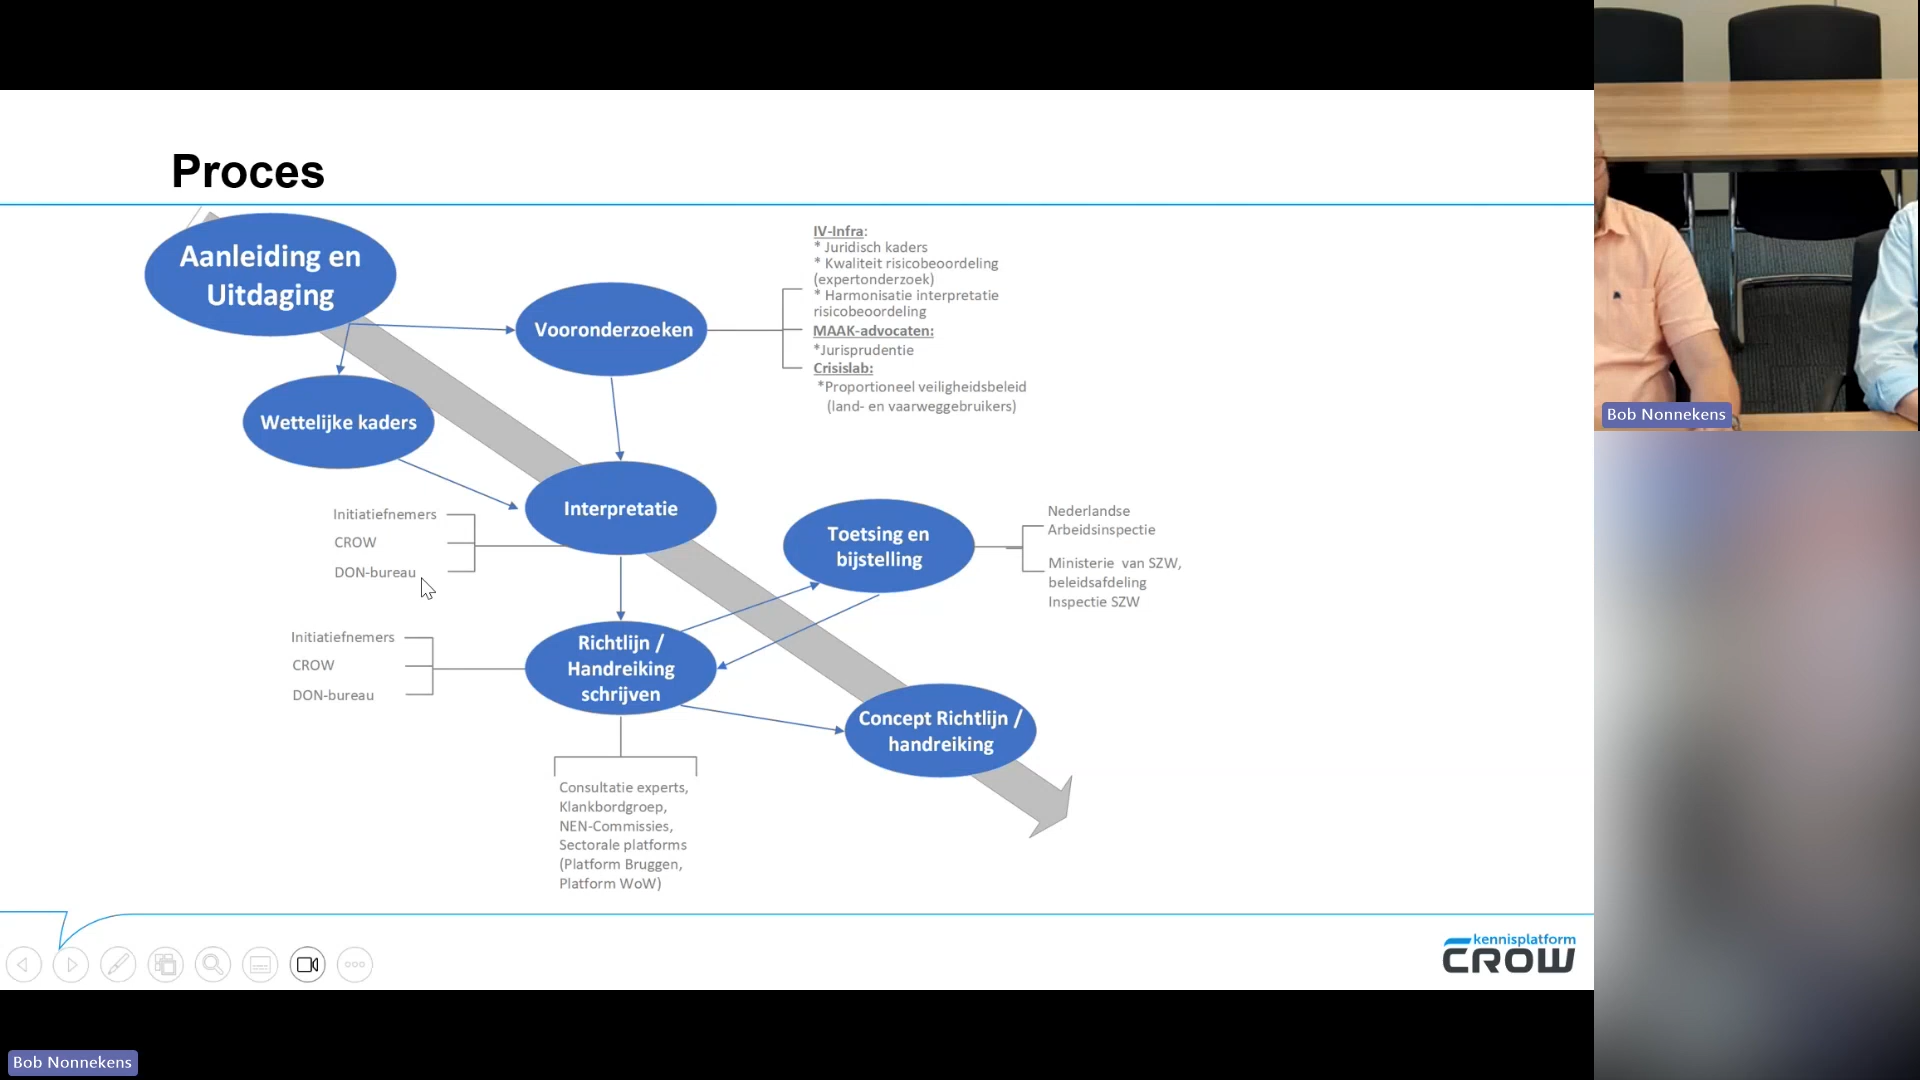 Proces
Aanleiding en
Uitdaging
Vooronderzoeken
IV-Infra:
* Juridisch kaders
* Kwaliteit risicobeoordeling
(expertonderzoek)
* Harmonisatie interpretatie
risicobeoordeling
MAAK-advocaten:
*Jurisprudentie
Crisislab:
*Proportioneel veiligheidsbeleid
(land- en vaarweggebruikers)
Wettelijke kaders
Interpretatie
Initiatiefnemers
CROW
DON-bureau
Toetsing en
bijstelling
Nederlandse
Arbeidsinspectie
Ministerie van SZW,
beleidsafdeling
Inspectie SZW
Richtlijn /
Handreiking
schrijven
Initiatiefnemers
CROW
DON-bureau
Concept Richtlijn /
handreiking
Consultatie experts,
Klankbordgroep,
NEN-Commissies,
Sectorale platforms
(Platform Bruggen,
Platform WoW)
kennisplatform
CROW
Bob Nonnekens
Bob Nonnekens